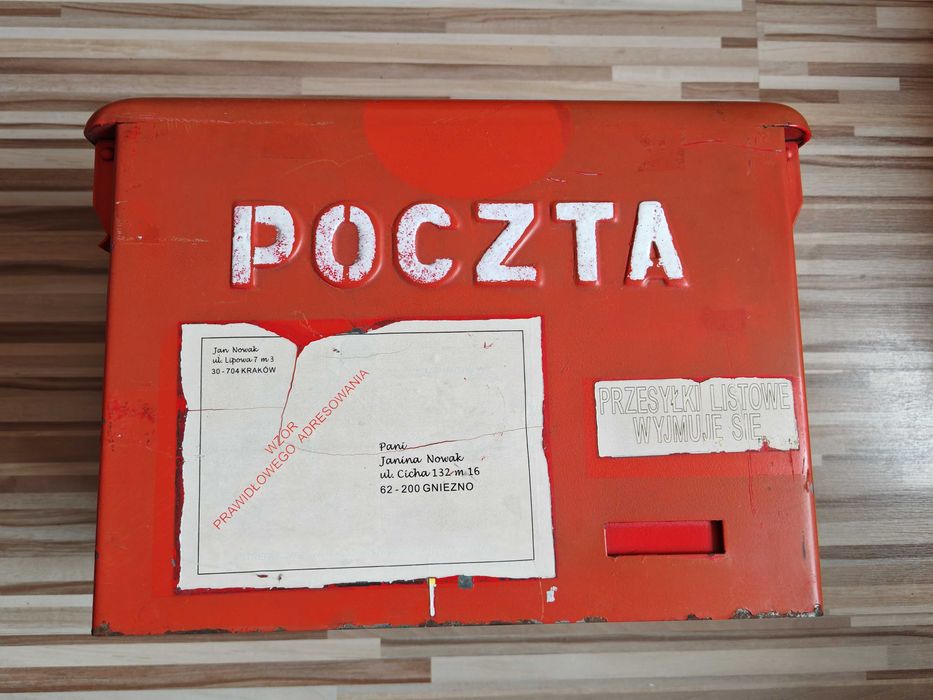 POCZTA
Jan Nowak
ul. Lipowa 7 m 3
30 - 704 KRAKÓW
WZÓR
PRAWIDŁOWEGO ADRESOWANIA
Pani
Janina Nowak
ul. Cicha 132 m 16
62 - 200 GNIEZNO
PRZESYŁKI LISTOWE
WYJMUJĘ SIĘ